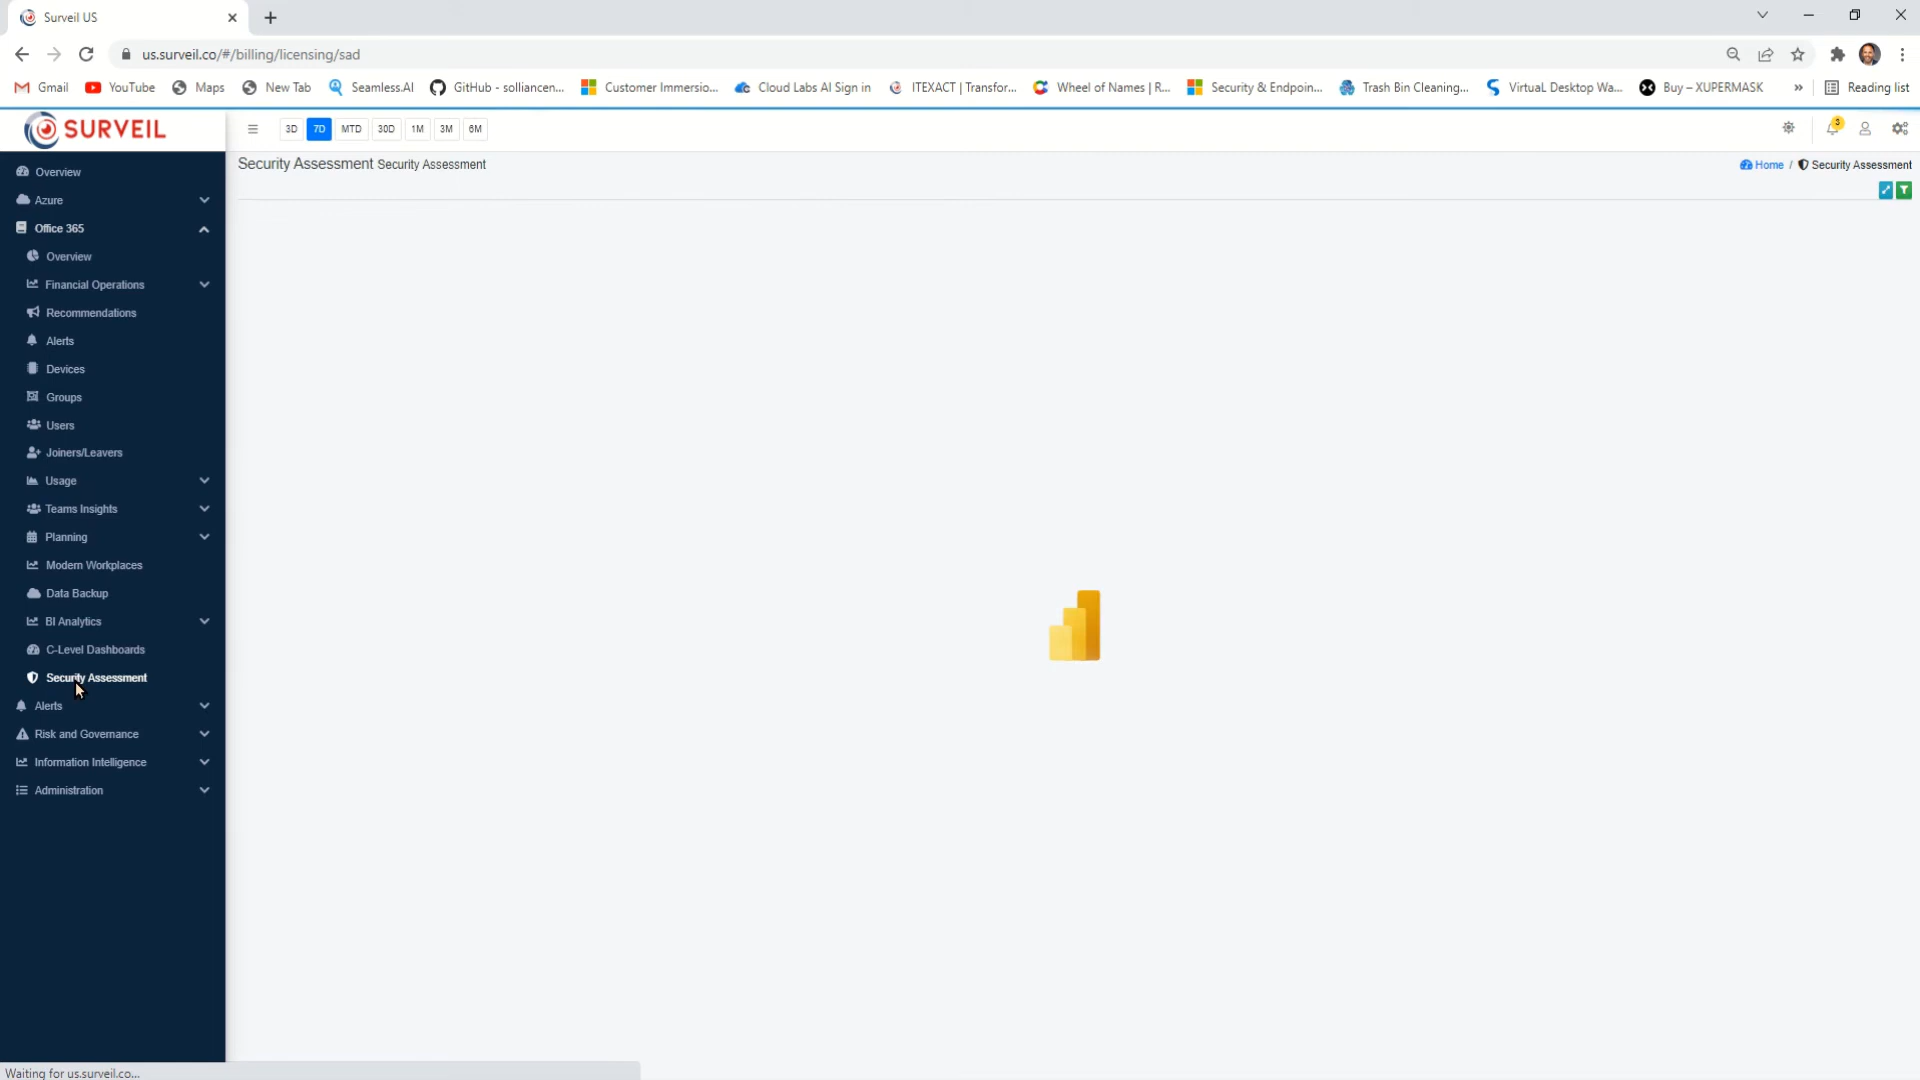 Surveil US
us.surveil.co/#/billing/licensing/sad
Gmail YouTube Maps New Tab Seamless.AI GitHub - solliancen... Customer Immersio... Cloud Labs AI Sign in ITEXACT | Transfor... Wheel of Names | R... Security & Endpoin... Trash Bin Cleaning... VirtuaL Desktop Wa... Buy – XUPERMASK » Reading list
SURVEIL
3D 7D MTD 30D 1M 3M 6M 3
Security Assessment Security Assessment
Home / Security Assessment
Overview
Azure
Office 365
Overview
Financial Operations
Recommendations
Alerts
Devices
Groups
Users
Joiners/Leavers
Usage
Teams Insights
Planning
Modern Workplaces
Data Backup
BI Analytics
C-Level Dashboards
Security Assessment
Alerts
Risk and Governance
Information Intelligence
Administration
Waiting for us.surveil.co...